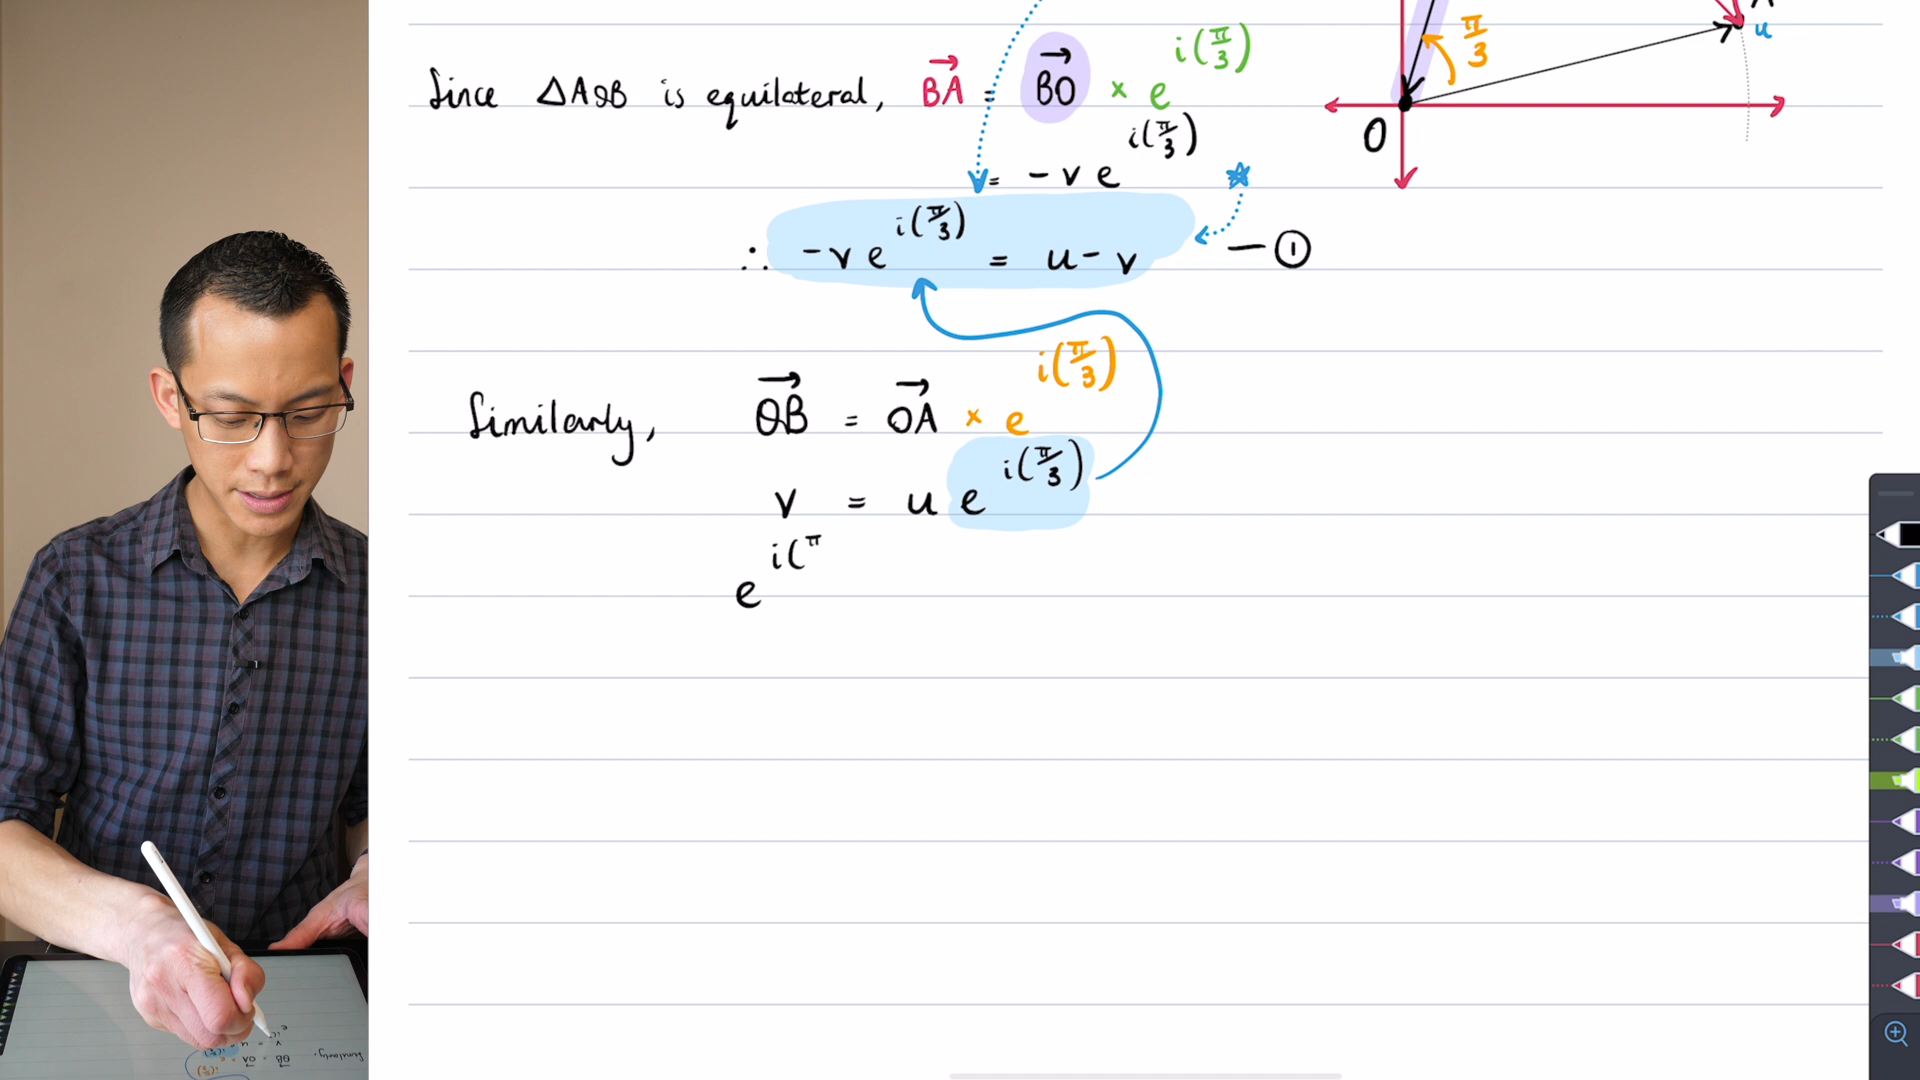 π/3
u
Since ΔAOB is equilateral, BA = BO × e^i(π/3)
O
= -v e^i(π/3)
∴ -v e^i(π/3) = u - v — ①
Similarly, OB = OA × e^i(π/3)
v = u e^i(π/3)
e^i(π